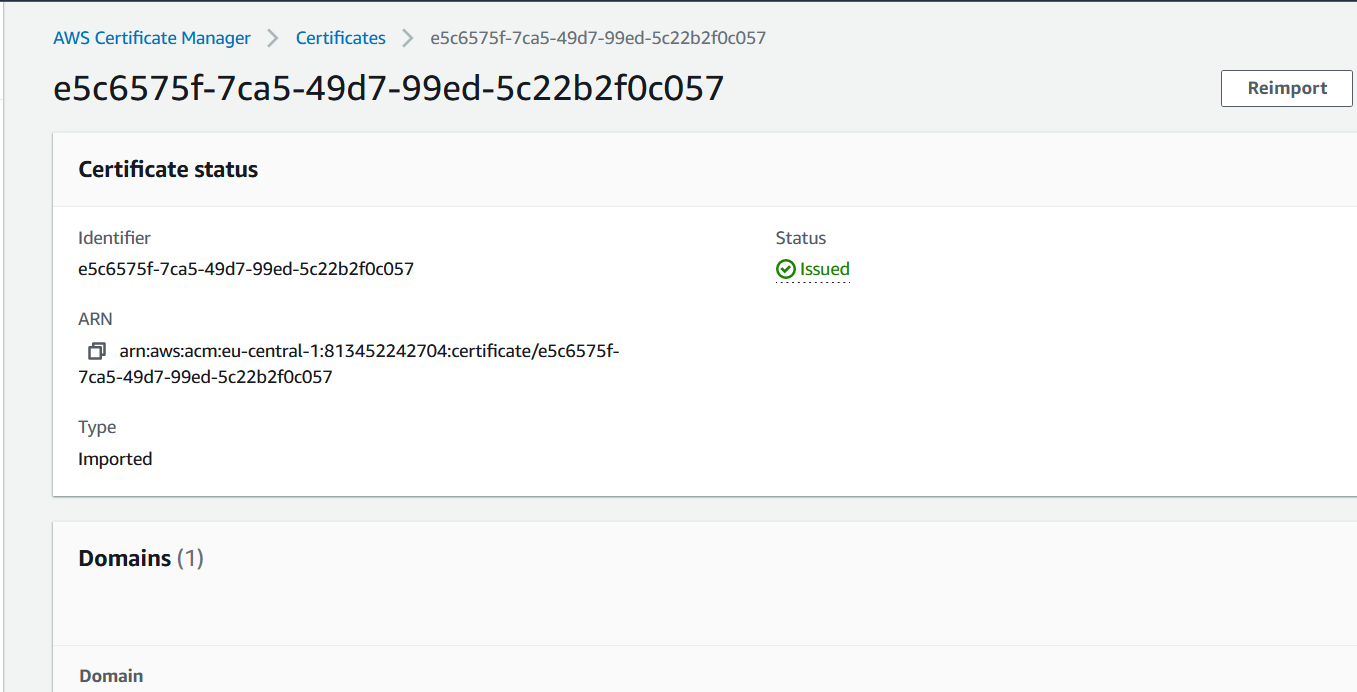 AWS Certificate Manager > Certificates > e5c6575f-7ca5-49d7-99ed-5c22b2f0c057
e5c6575f-7ca5-49d7-99ed-5c22b2f0c057
Reimport
Certificate status
Identifier
e5c6575f-7ca5-49d7-99ed-5c22b2f0c057
Status
Issued
ARN
arn:aws:acm:eu-central-1:813452242704:certificate/e5c6575f-
7ca5-49d7-99ed-5c22b2f0c057
Type
Imported
Domains (1)
Domain